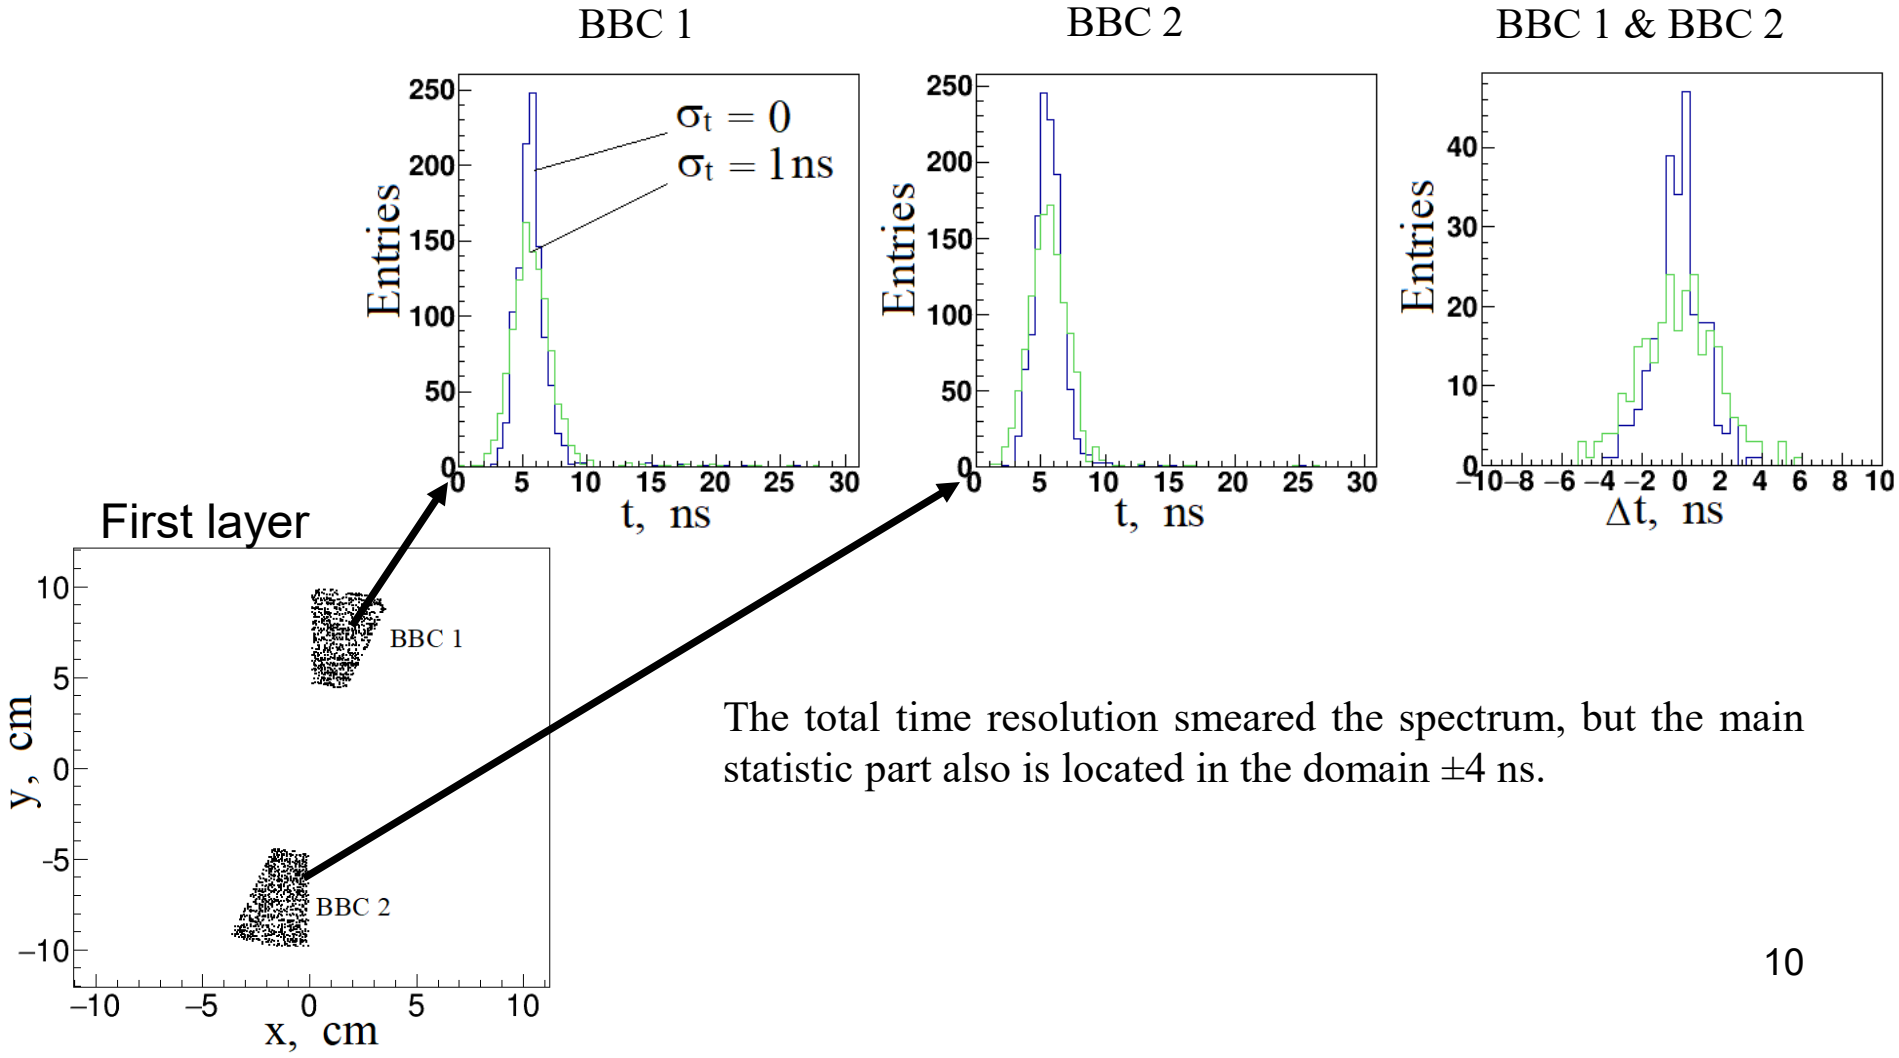 BBC 1
BBC 2
BBC 1 & BBC 2
250
200
150
100
50
0
Entries
σt = 0
σt = 1ns
0 5 10 15 20 25 30
t, ns
250
200
150
100
50
0
Entries
0 5 10 15 20 25 30
t, ns
40
30
20
10
0
Entries
−10 −8 −6 −4 −2 0 2 4 6 8 10
Δt, ns
First layer
10
5
0
−5
−10
y, cm
BBC 1
BBC 2
−10 −5 0 5 10
x, cm
The total time resolution smeared the spectrum, but the main
statistic part also is located in the domain ±4 ns.
10